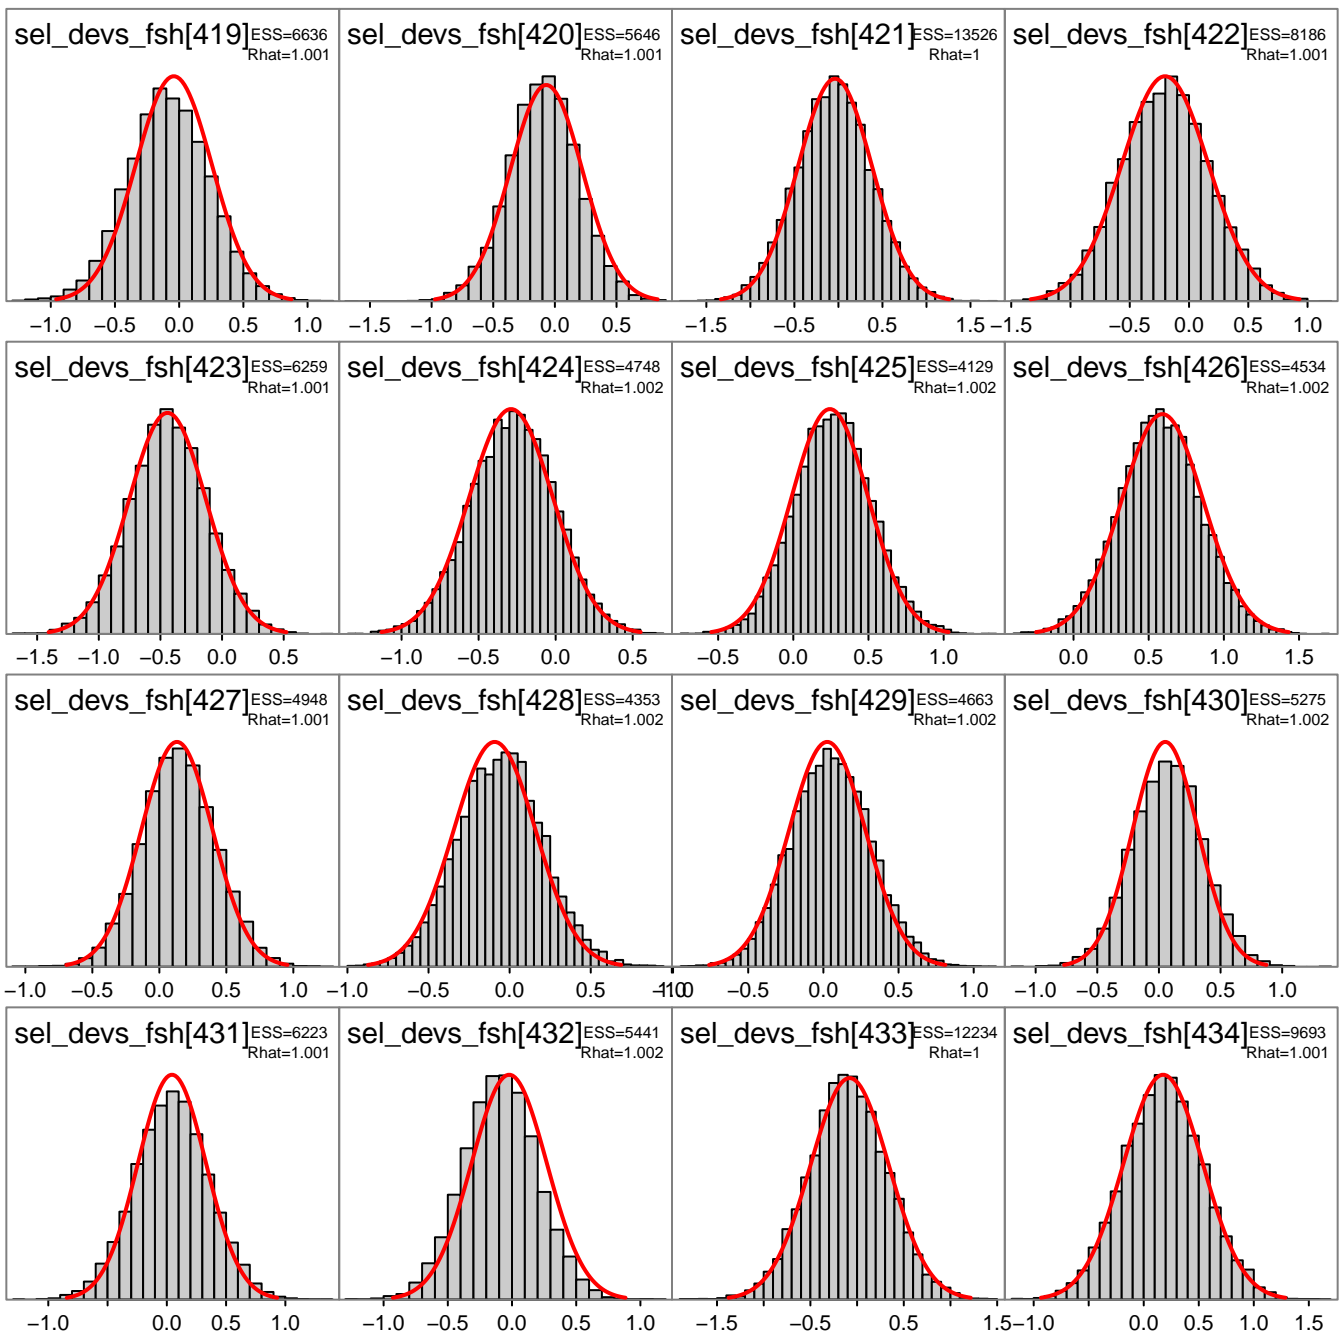 sel_devs_fsh[419] ESS=6636
Rhat=1.001
sel_devs_fsh[420] ESS=5646
Rhat=1.001
sel_devs_fsh[421] ESS=13526
Rhat=1
sel_devs_fsh[422] ESS=8186
Rhat=1.001
−1.0 −0.5 0.0 0.5 1.0
−1.5 −1.0 −0.5 0.0 0.5
−1.5 −0.5 0.5 1.5
−1.5 −0.5 0.0 0.5 1.0
sel_devs_fsh[423] ESS=6259
Rhat=1.001
sel_devs_fsh[424] ESS=4748
Rhat=1.002
sel_devs_fsh[425] ESS=4129
Rhat=1.002
sel_devs_fsh[426] ESS=4534
Rhat=1.002
−1.5 −1.0 −0.5 0.0 0.5
−1.0 −0.5 0.0 0.5
−0.5 0.0 0.5 1.0
0.0 0.5 1.0 1.5
sel_devs_fsh[427] ESS=4948
Rhat=1.001
sel_devs_fsh[428] ESS=4353
Rhat=1.002
sel_devs_fsh[429] ESS=4663
Rhat=1.002
sel_devs_fsh[430] ESS=5275
Rhat=1.002
−1.0 −0.5 0.0 0.5 1.0
−1.0 −0.5 0.0 0.5 1.0
−1.0 −0.5 0.0 0.5 1.0
−1.0 −0.5 0.0 0.5 1.0
sel_devs_fsh[431] ESS=6223
Rhat=1.001
sel_devs_fsh[432] ESS=5441
Rhat=1.002
sel_devs_fsh[433] ESS=12234
Rhat=1
sel_devs_fsh[434] ESS=9693
Rhat=1.001
−1.0 −0.5 0.0 0.5 1.0
−1.0 −0.5 0.0 0.5 1.0
−1.5 −0.5 0.5 1.5
−1.0 −0.5 0.0 0.5 1.0 1.5